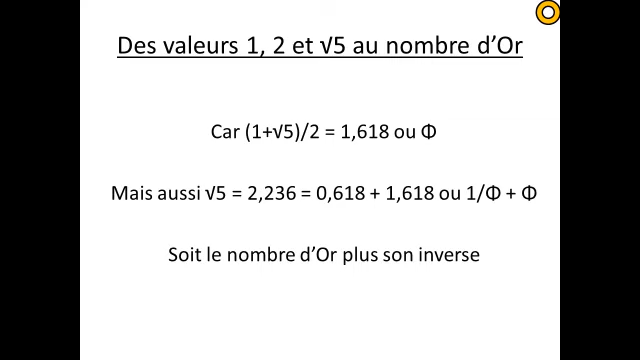 Des valeurs 1, 2 et √5 au nombre d’Or
Car (1+√5)/2 = 1,618 ou Φ
Mais aussi √5 = 2,236 = 0,618 + 1,618 ou 1/Φ + Φ
Soit le nombre d’Or plus son inverse